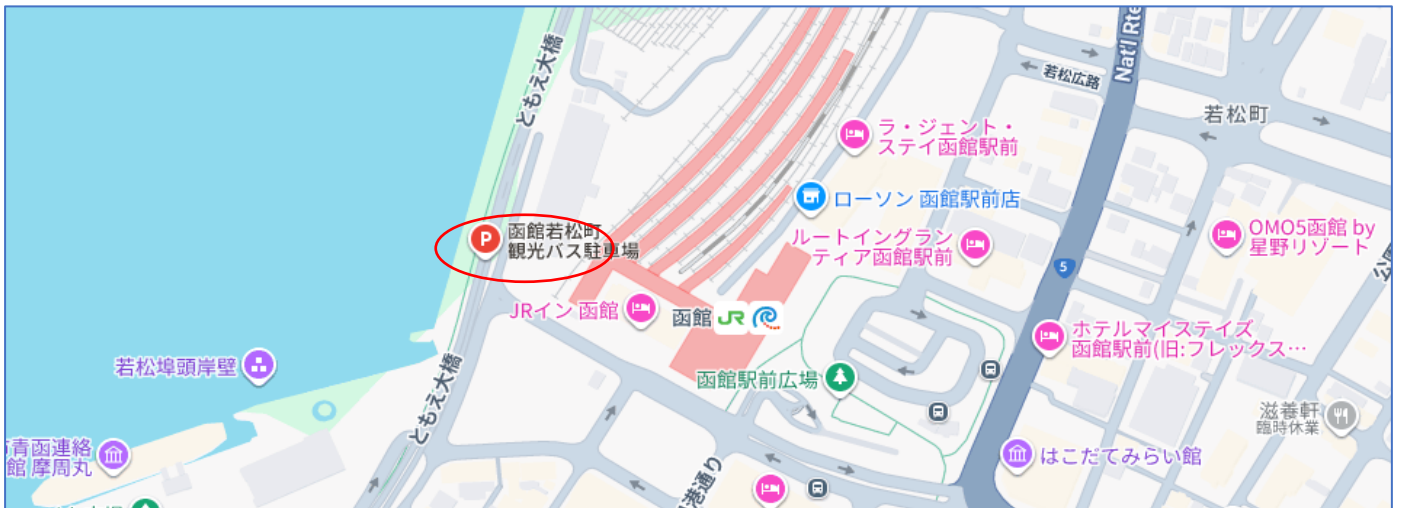 ともえ大橋
Nat'l Rte
若松広路
若松町
ラ・ジェント・
ステイ函館駅前
ローソン 函館駅前店
P
函館若松町
観光バス駐車場
ルートイングラン
ティア函館駅前
OMO5函館 by
星野リゾート
5
JRイン 函館
函館 JR
ホテルマイステイズ
函館駅前(旧:フレックス…
若松埠頭岸壁
ともえ大橋
函館駅前広場
滋養軒
臨時休業
青函連絡
館 摩周丸
はこだてみらい館
港通り